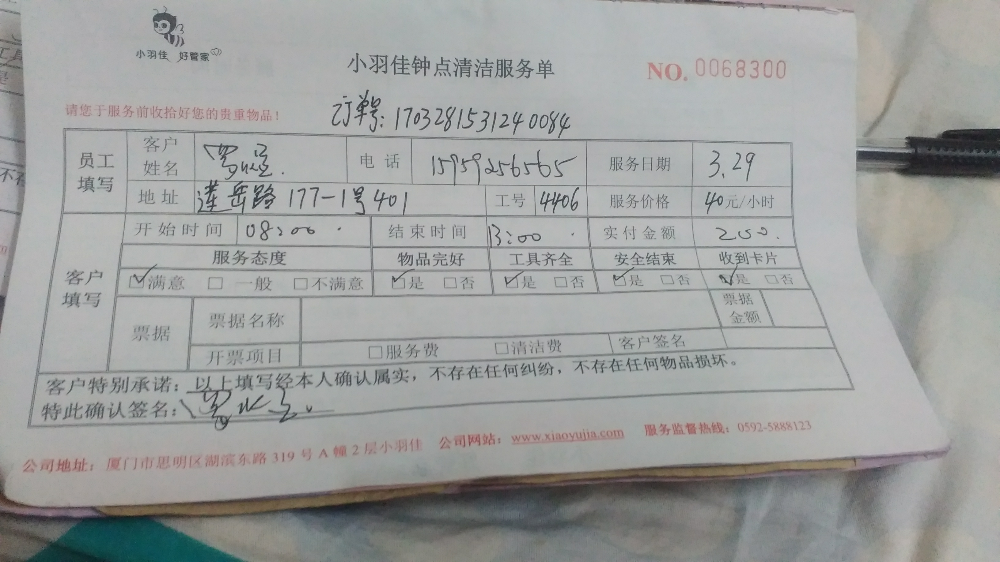 小羽佳 好管家
小羽佳钟点清洁服务单
NO. 0068300
请您于服务前收拾好您的贵重物品!
订单号: 1703281531240084
员工填写 客户姓名 电话 15959256565 服务日期 3.29
地址 莲岳路177-1号401 工号 4406 服务价格 40元/小时
客户填写 开始时间 08:00 结束时间 13:00 实付金额 200.
服务态度 物品完好 工具齐全 安全结束 收到卡片
☑满意 □一般 □不满意 ☑是 □否 ☑是 □否 ☑是 □否 ☑是 □否
票据 票据名称 票据金额
开票项目 □服务费 □清洁费 客户签名
客户特别承诺: 以上填写经本人确认属实,不存在任何纠纷,不存在任何物品损坏。
特此确认签名:
公司地址: 厦门市思明区湖滨东路319号A幢2层小羽佳 公司网站: www.xiaoyujia.com 服务监督热线: 0592-5888123